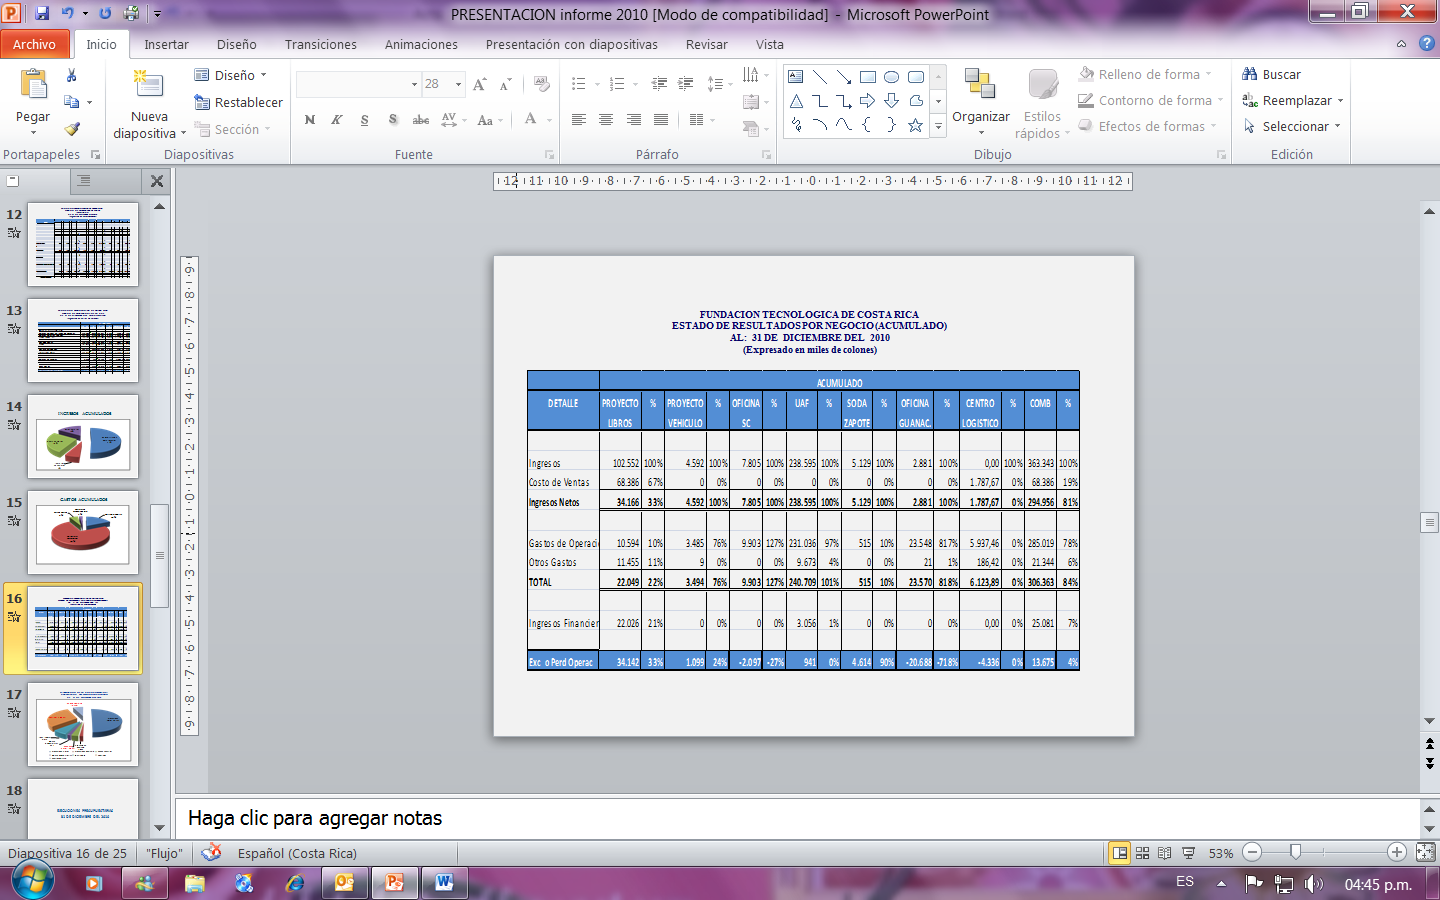 PRESENTACION informe 2010 [Modo de compatibilidad] - Microsoft PowerPoint
Archivo Inicio Insertar Diseño Transiciones Animaciones Presentación con diapositivas Revisar Vista
Pegar
Nueva diapositiva
Diseño
Restablecer
Sección
28
N K S S abc AV Aa A
Organizar
Estilos rápidos
Relleno de forma
Contorno de forma
Efectos de formas
Buscar
Reemplazar
Seleccionar
Portapapeles Diapositivas Fuente Párrafo Dibujo Edición
12
13
14
INGRESOS ACUMULADOS
15
GASTOS ACUMULADOS
16
17
18
FUNDACION TECNOLOGICA DE COSTA RICA
ESTADO DE RESULTADOS POR NEGOCIO (ACUMULADO)
AL: 31 DE DICIEMBRE DEL 2010
(Expresado en miles de colones)
ACUMULADO
DETALLE PROYECTO LIBROS % PROYECTO VEHICULO % OFICINA SC % UAF % SODA ZAPOTE % OFICINA GUANAC. % CENTRO LOGISTICO % COMB %
Ingresos 102.552 100% 4.592 100% 7.805 100% 238.595 100% 5.129 100% 2.881 100% 0,00 100% 363.343 100%
Costo de Ventas 68.386 67% 0 0% 0 0% 0 0% 0 0% 0 0% 1.787,67 0% 68.386 19%
Ingresos Netos 34.166 33% 4.592 100% 7.805 100% 238.595 100% 5.129 100% 2.881 100% 1.787,67 0% 294.956 81%
Gastos de Operaci 10.594 10% 3.485 76% 9.903 127% 231.036 97% 515 10% 23.548 817% 5.937,46 0% 285.019 78%
Otros Gastos 11.455 11% 9 0% 0 0% 9.673 4% 0 0% 21 1% 186,42 0% 21.344 6%
TOTAL 22.049 22% 3.494 76% 9.903 127% 240.709 101% 515 10% 23.570 818% 6.123,89 0% 306.363 84%
Ingresos Financier 22.026 21% 0 0% 0 0% 3.056 1% 0 0% 0 0% 0,00 0% 25.081 7%
Exc o Perd Operac 34.142 33% 1.099 24% -2.097 -27% 941 0% 4.614 90% -20.688 -718% -4.336 0% 13.675 4%
Haga clic para agregar notas
Diapositiva 16 de 25 "Flujo" Español (Costa Rica) 53%
ES 04:45 p.m.